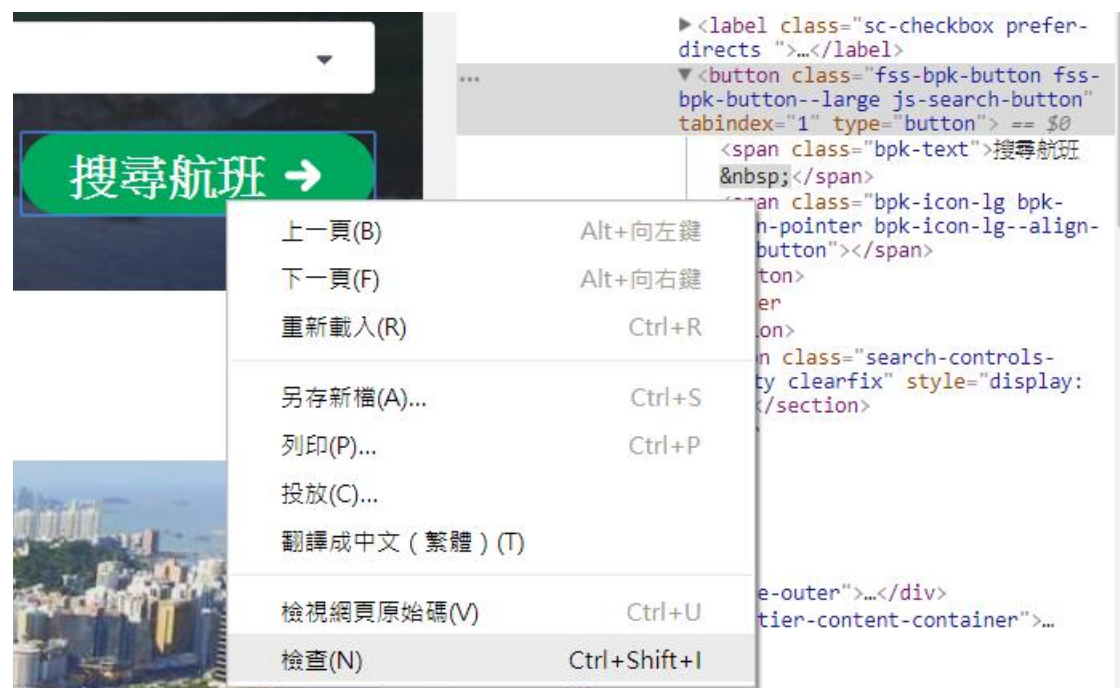 搜尋航班 →
上一頁(B) Alt+向左鍵
下一頁(F) Alt+向右鍵
重新載入(R) Ctrl+R
另存新檔(A)... Ctrl+S
列印(P)... Ctrl+P
投放(C)...
翻譯成中文（繁體）(T)
檢視網頁原始碼(V) Ctrl+U
檢查(N) Ctrl+Shift+I
▶<label class="sc-checkbox prefer-
directs ">…</label>
...
▼<button class="fss-bpk-button fss-
bpk-button--large js-search-button"
tabindex="1" type="button"> == $0
<span class="bpk-text">搜尋航班
&nbsp;</span>
an class="bpk-icon-lg bpk-
n-pointer bpk-icon-lg--align-
button"></span>
ton>
er
on>
n class="search-controls-
ty clearfix" style="display:
</section>
e-outer">…</div>
tier-content-container">…